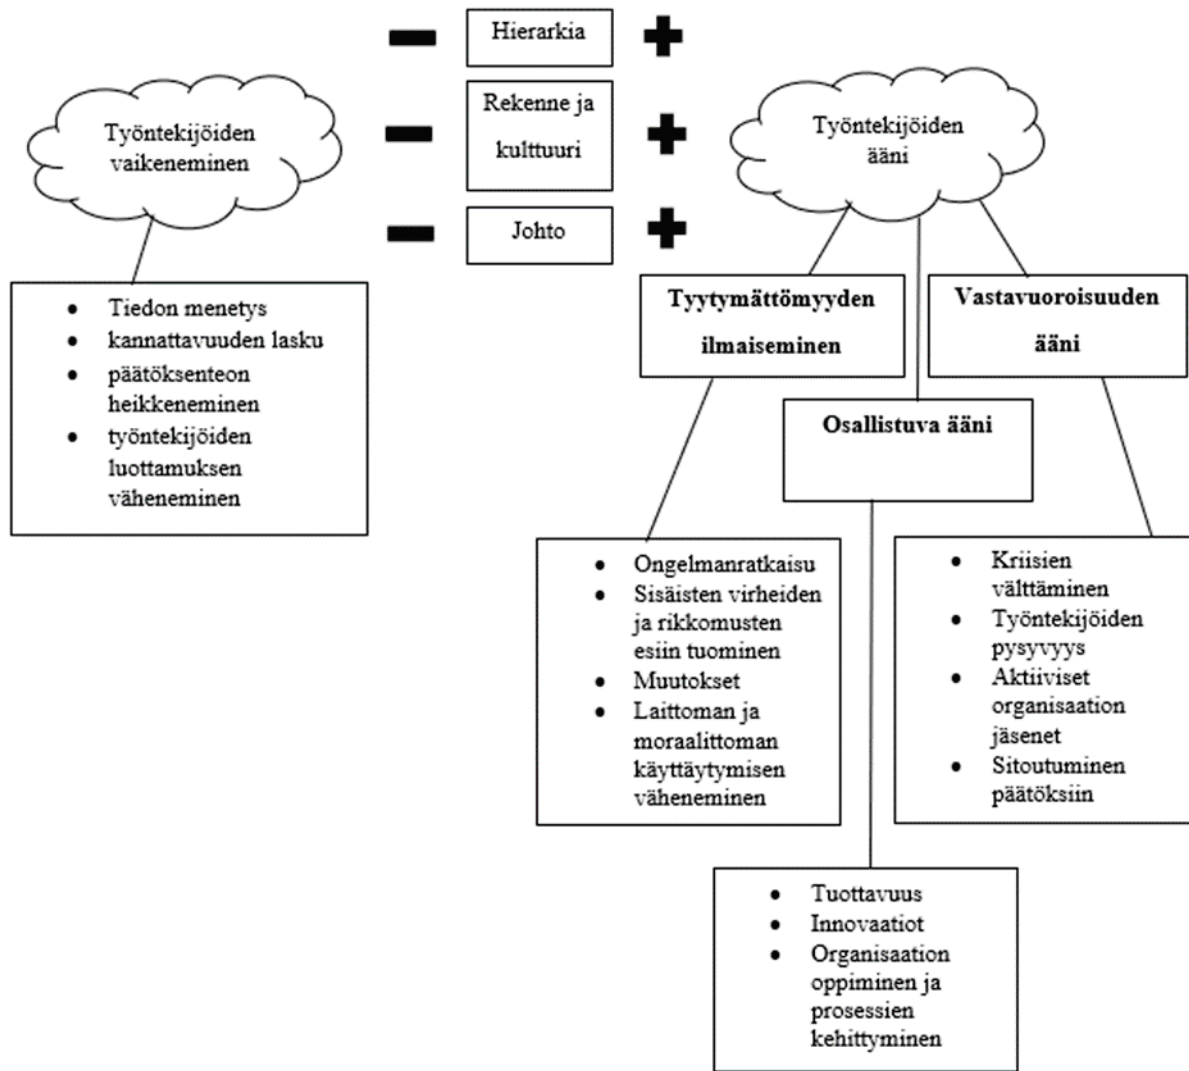 Hierarkia
Rekenne ja
kulttuuri
Johto
Työntekijöiden
vaikeneminen
Työntekijöiden
ääni
• Tiedon menetys
• kannattavuuden lasku
• päätöksenteon
heikkeneminen
• työntekijöiden
luottamuksen
väheneminen
Tyytymättömyyden
ilmaiseminen
Vastavuoroisuuden
ääni
Osallistuva ääni
• Ongelmanratkaisu
• Sisäisten virheiden
ja rikkomusten
esiin tuominen
• Muutokset
• Laittoman ja
moraalittoman
käyttäytymisen
väheneminen
• Kriisien
välttäminen
• Työntekijöiden
pysyvyys
• Aktiiviset
organisaation
jäsenet
• Sitoutuminen
päätöksiin
• Tuottavuus
• Innovaatiot
• Organisaation
oppiminen ja
prosessien
kehittyminen